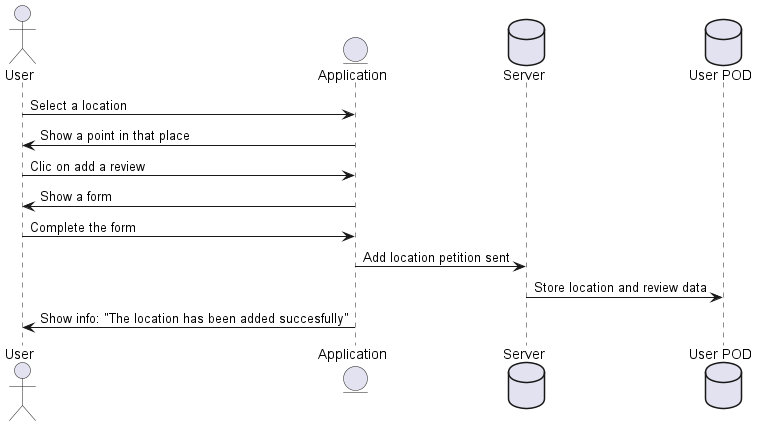 User
Application
Server
User POD
Select a location
Show a point in that place
Clic on add a review
Show a form
Complete the form
Add location petition sent
Store location and review data
Show info: "The location has been added succesfully"
User
Application
Server
User POD